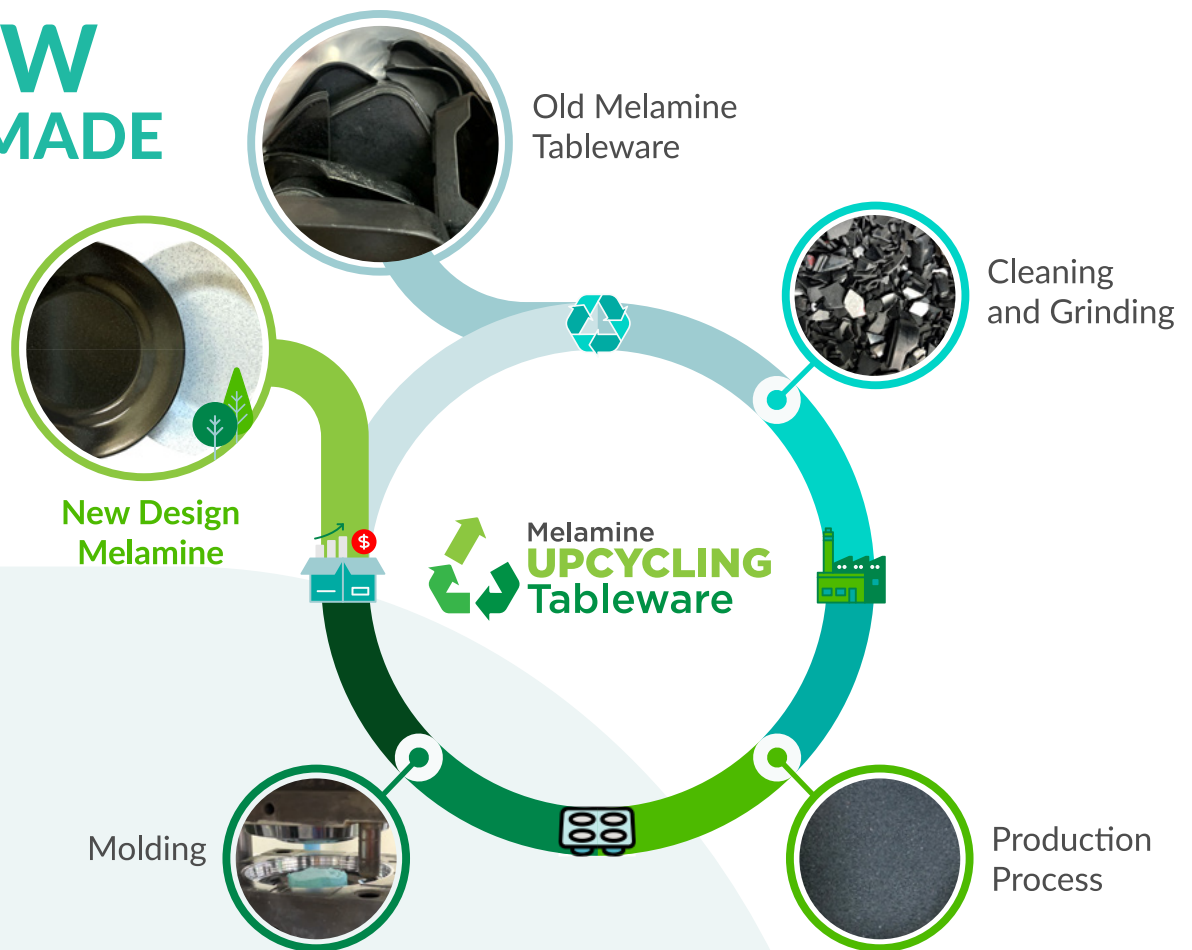 W
MADE
Old Melamine
Tableware
Cleaning
and Grinding
New Design
Melamine
$
Melamine
UPCYCLING
Tableware
Molding
Production
Process